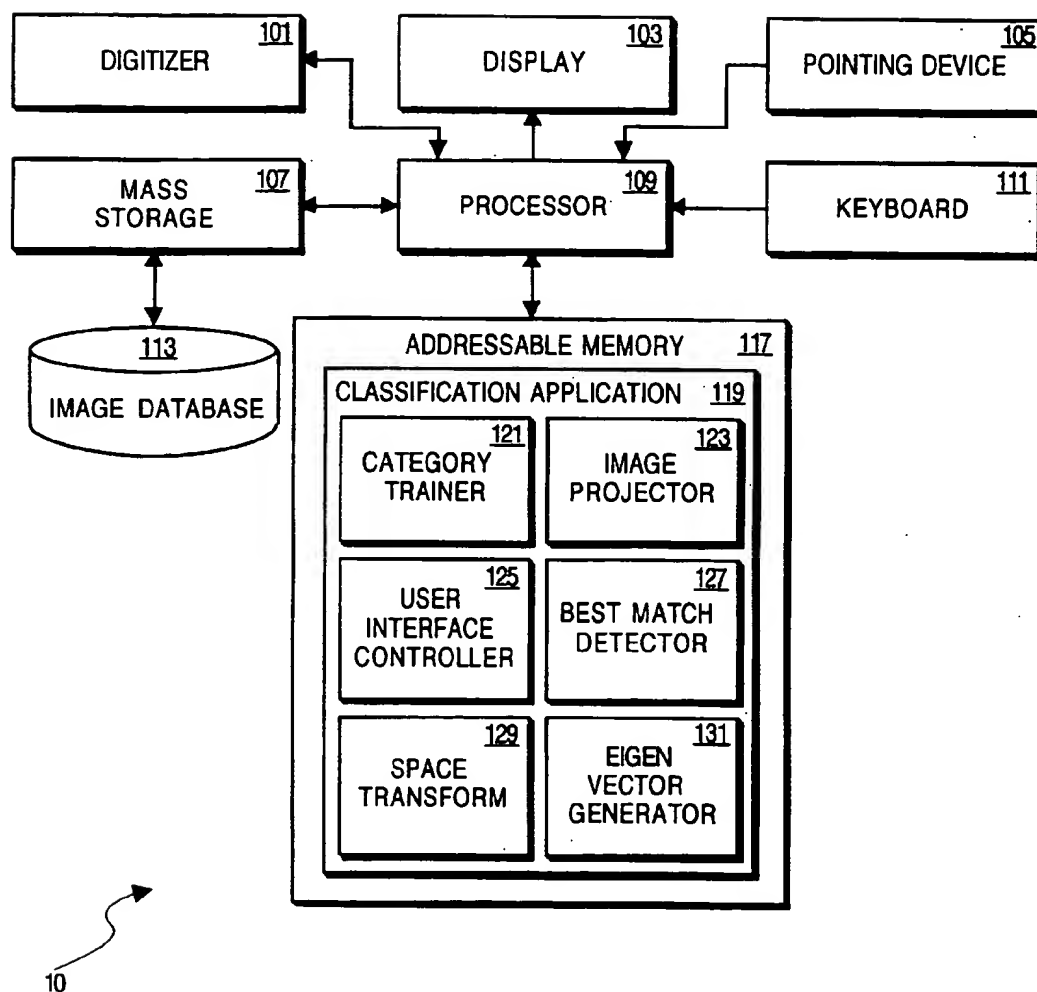 101
DIGITIZER
103
DISPLAY
105
POINTING DEVICE
107
MASS
STORAGE
109
PROCESSOR
111
KEYBOARD
113
IMAGE DATABASE
ADDRESSABLE MEMORY 117
CLASSIFICATION APPLICATION 119
121
CATEGORY
TRAINER
123
IMAGE
PROJECTOR
125
USER
INTERFACE
CONTROLLER
127
BEST MATCH
DETECTOR
129
SPACE
TRANSFORM
131
EIGEN
VECTOR
GENERATOR
10